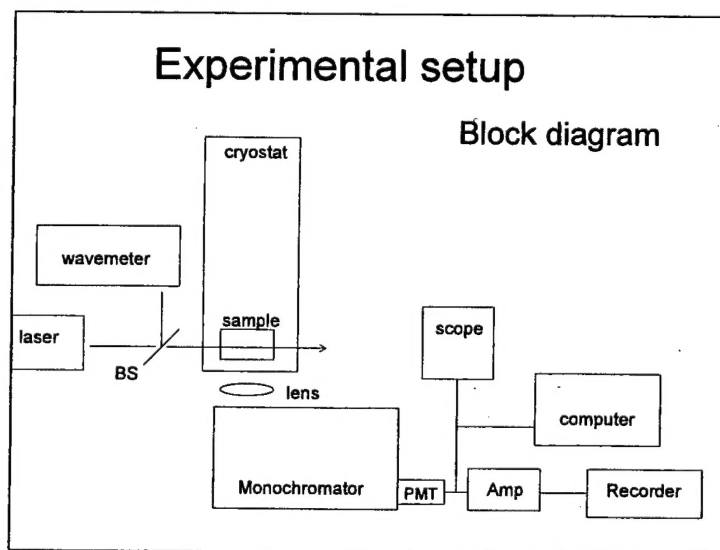 Experimental setup
Block diagram
cryostat
wavemeter
laser
sample
scope
BS
lens
computer
Monochromator
PMT
Amp
Recorder